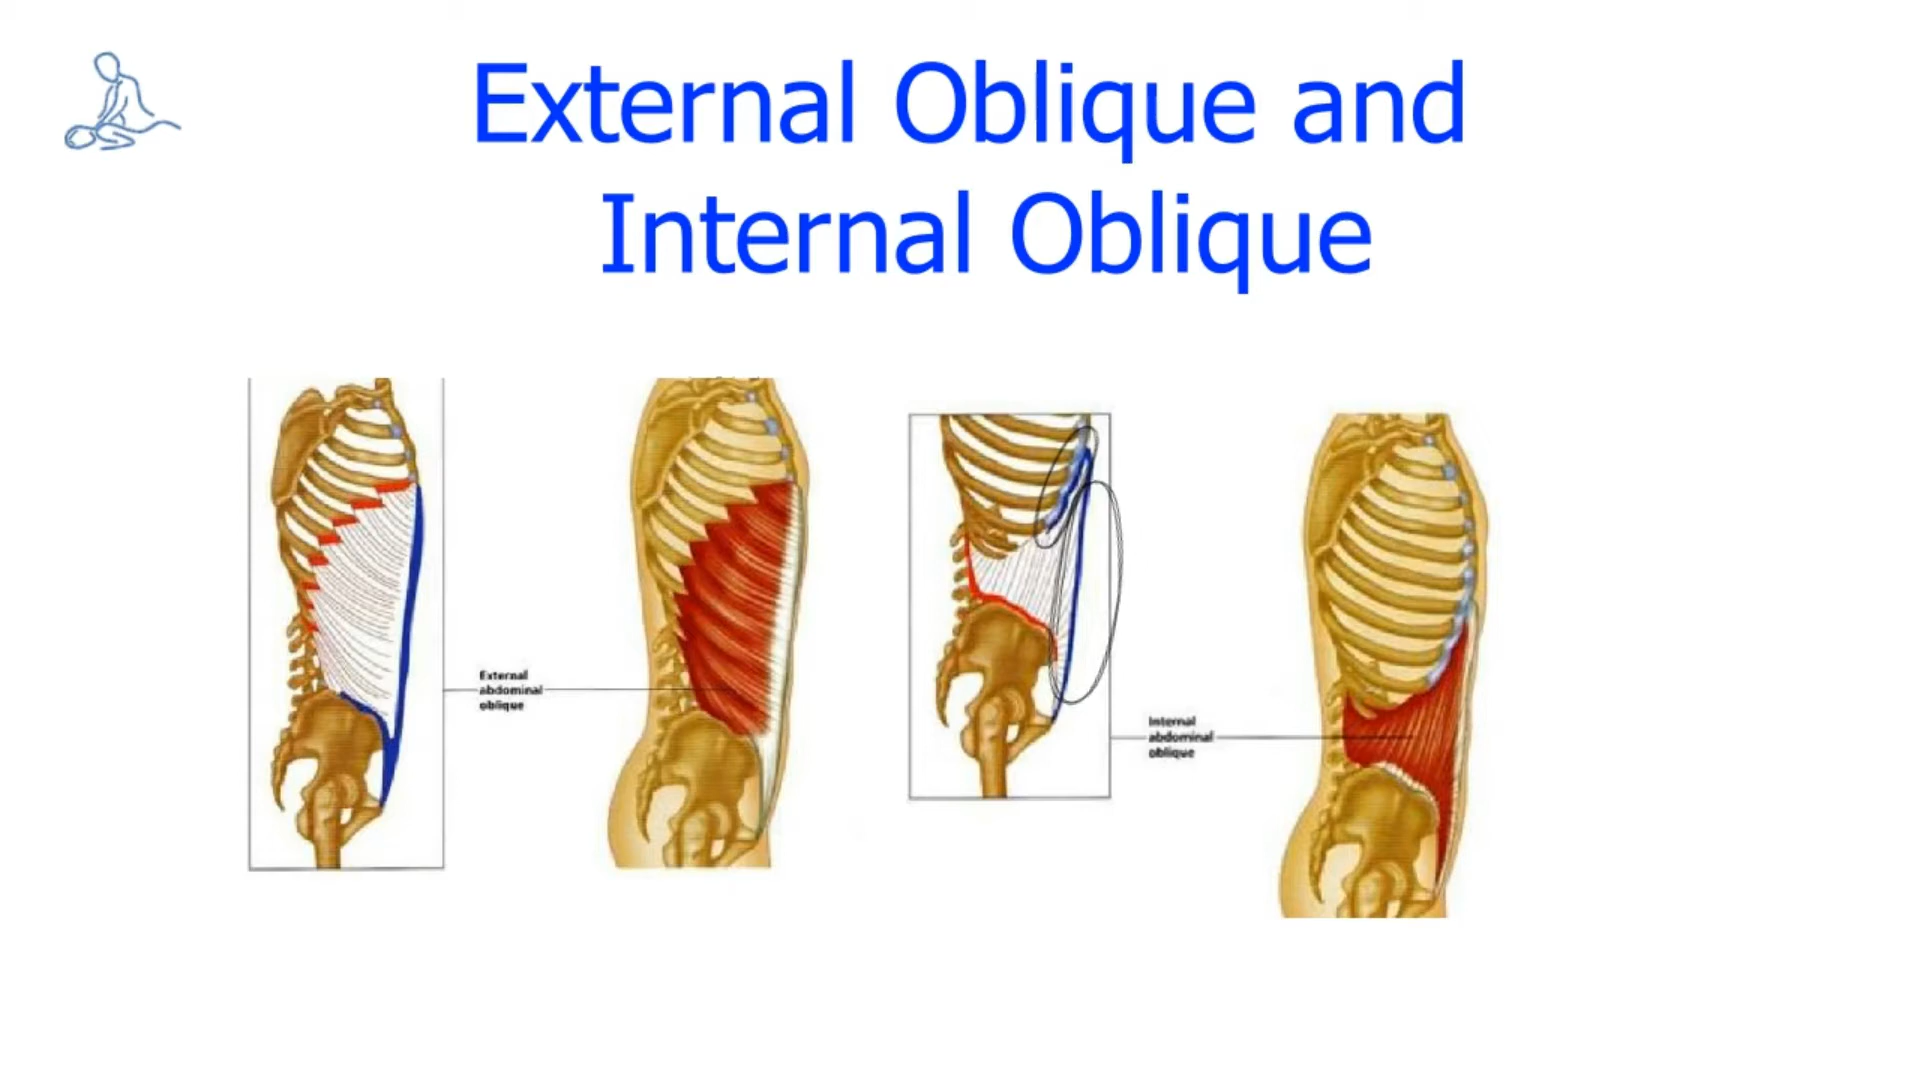 External Oblique and
Internal Oblique
External
abdominal
oblique
Internal
abdominal
oblique